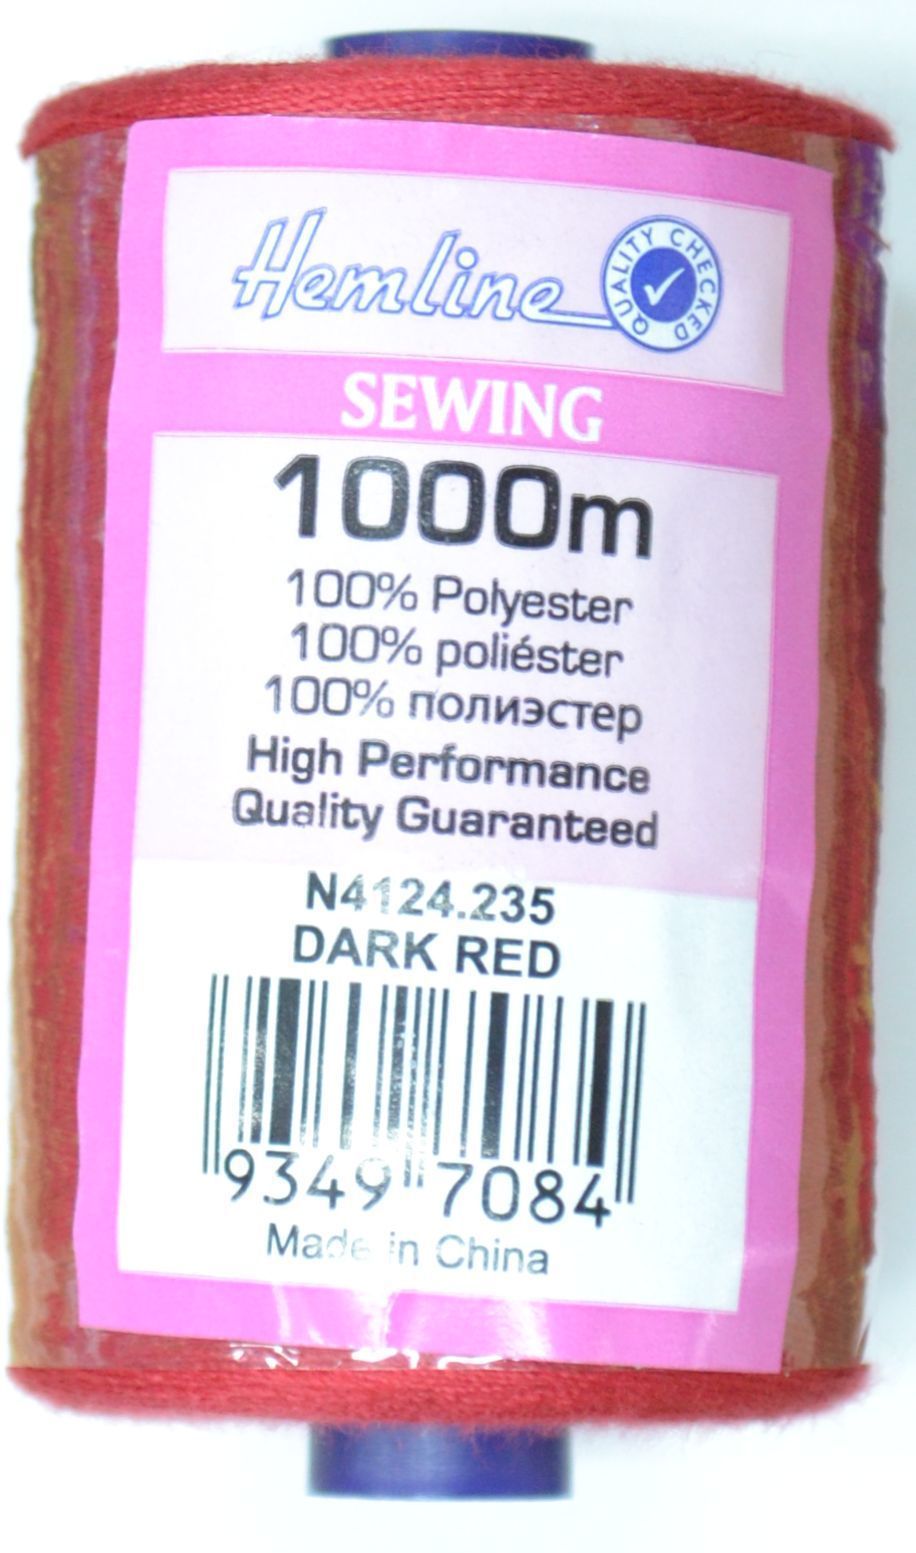 Hemline
QUALITY CHECKED
SEWING
1000m
100% Polyester
100% poliéster
100% полиэстер
High Performance
Quality Guaranteed
N4124.235
DARK RED
9349 7084
Made in China